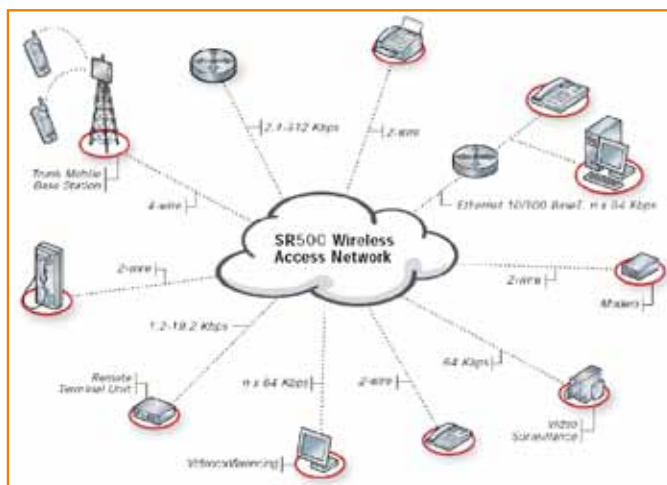 2.4-512 Kbps
2-wire
Trunk Mobile
Base Station
4-wire
Ethernet 10/100 BaseT, n x 64 Kbps
SR500 Wireless
Access Network
2-wire
2-wire
Modem
1.2-19.2 Kbps
64 Kbps
Remote
Terminal Unit
n x 64 Kbps
2-wire
Video
Surveillance
Videoconferencing